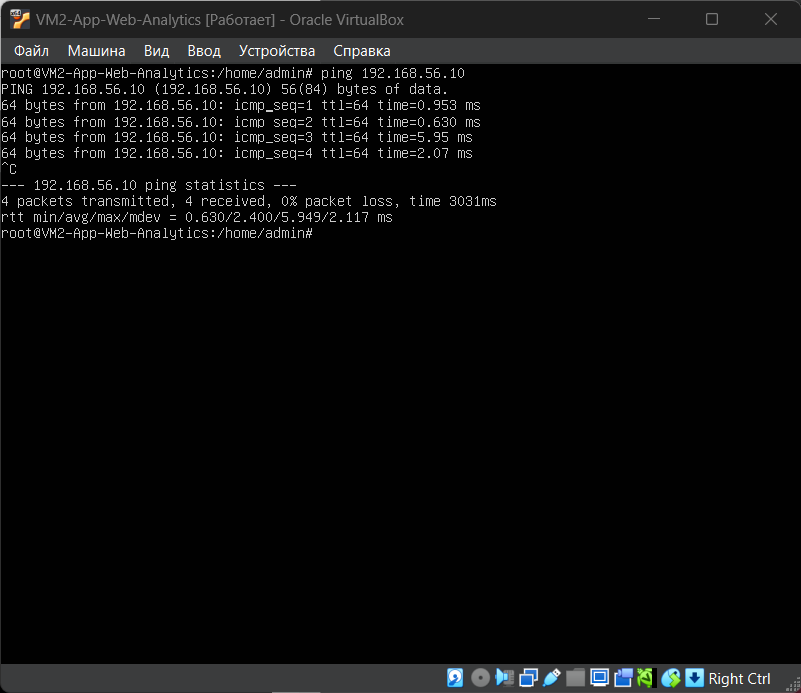 VM2-App-Web-Analytics [Работает] - Oracle VirtualBox
Файл Машина Вид Ввод Устройства Справка
root@VM2-App-Web-Analytics:/home/admin# ping 192.168.56.10
PING 192.168.56.10 (192.168.56.10) 56(84) bytes of data.
64 bytes from 192.168.56.10: icmp_seq=1 ttl=64 time=0.953 ms
64 bytes from 192.168.56.10: icmp_seq=2 ttl=64 time=0.630 ms
64 bytes from 192.168.56.10: icmp_seq=3 ttl=64 time=5.95 ms
64 bytes from 192.168.56.10: icmp_seq=4 ttl=64 time=2.07 ms
^C
--- 192.168.56.10 ping statistics ---
4 packets transmitted, 4 received, 0% packet loss, time 3031ms
rtt min/avg/max/mdev = 0.630/2.400/5.949/2.117 ms
root@VM2-App-Web-Analytics:/home/admin#
Right Ctrl